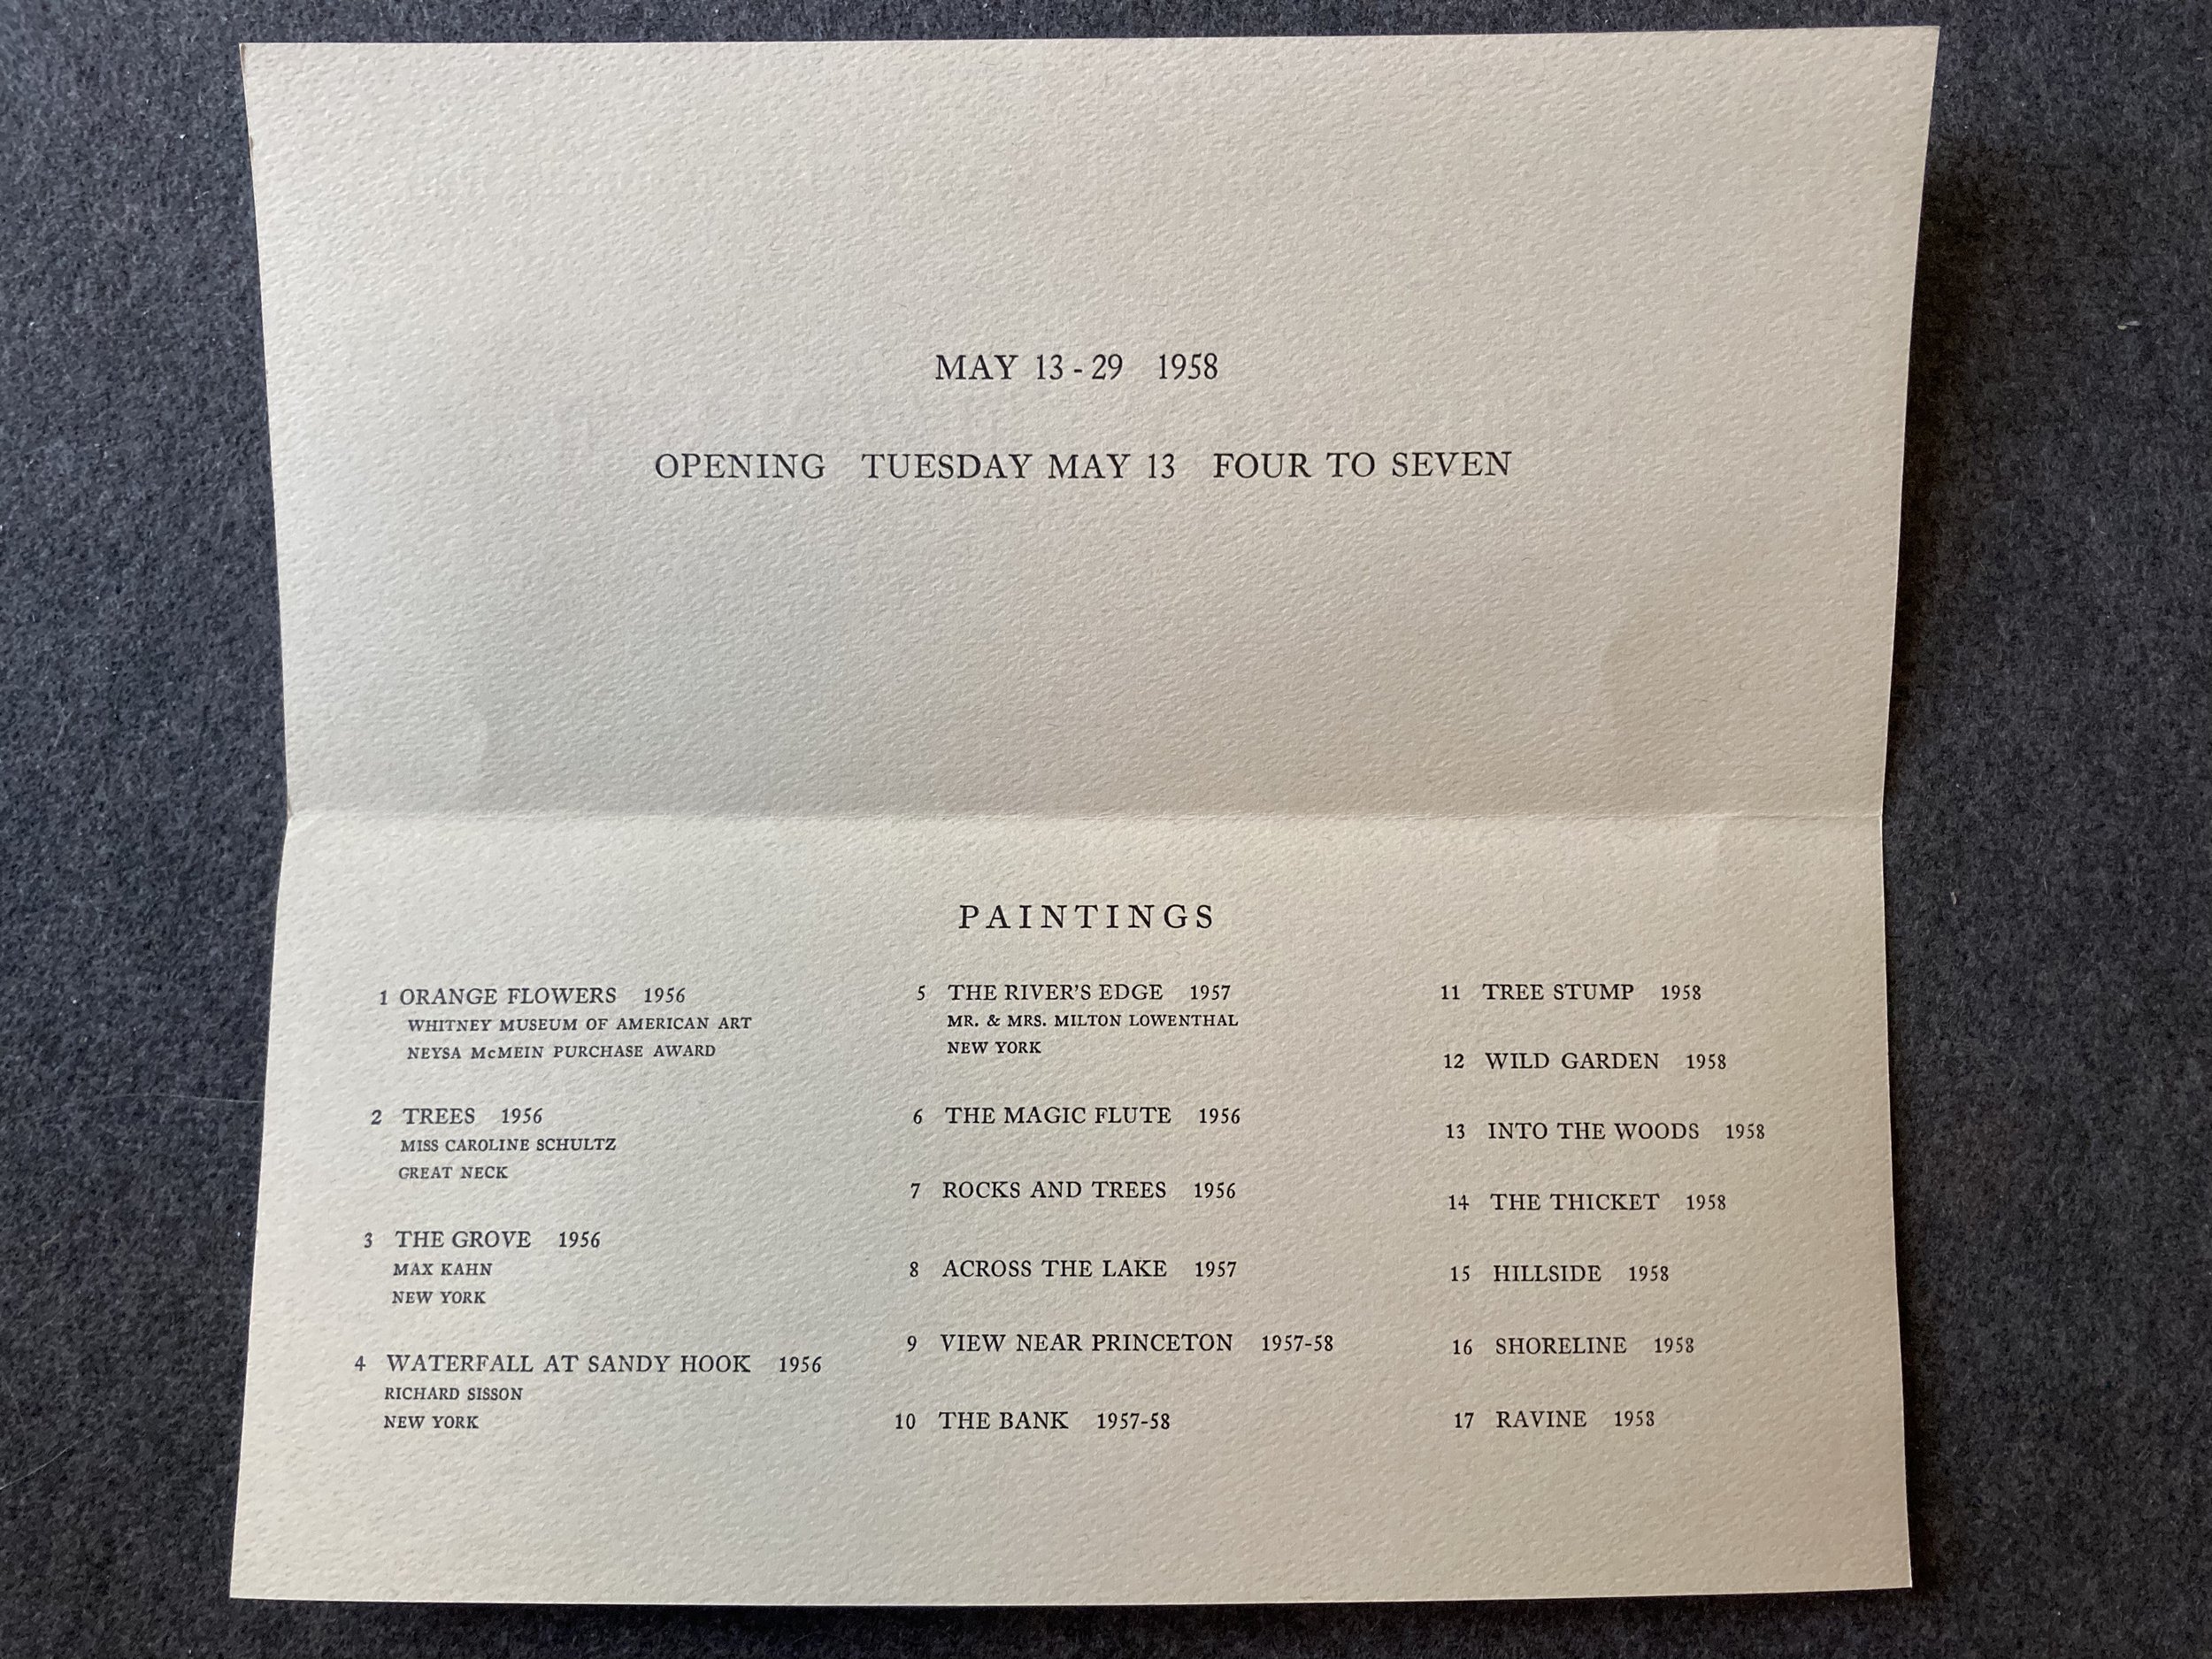 MAY 13 - 29 1958
OPENING TUESDAY MAY 13 FOUR TO SEVEN
PAINTINGS
1 ORANGE FLOWERS 1956
WHITNEY MUSEUM OF AMERICAN ART
NEYSA McMEIN PURCHASE AWARD
2 TREES 1956
MISS CAROLINE SCHULTZ
GREAT NECK
3 THE GROVE 1956
MAX KAHN
NEW YORK
4 WATERFALL AT SANDY HOOK 1956
RICHARD SISSON
NEW YORK
5 THE RIVER'S EDGE 1957
MR. & MRS. MILTON LOWENTHAL
NEW YORK
6 THE MAGIC FLUTE 1956
7 ROCKS AND TREES 1956
8 ACROSS THE LAKE 1957
9 VIEW NEAR PRINCETON 1957-58
10 THE BANK 1957-58
11 TREE STUMP 1958
12 WILD GARDEN 1958
13 INTO THE WOODS 1958
14 THE THICKET 1958
15 HILLSIDE 1958
16 SHORELINE 1958
17 RAVINE 1958